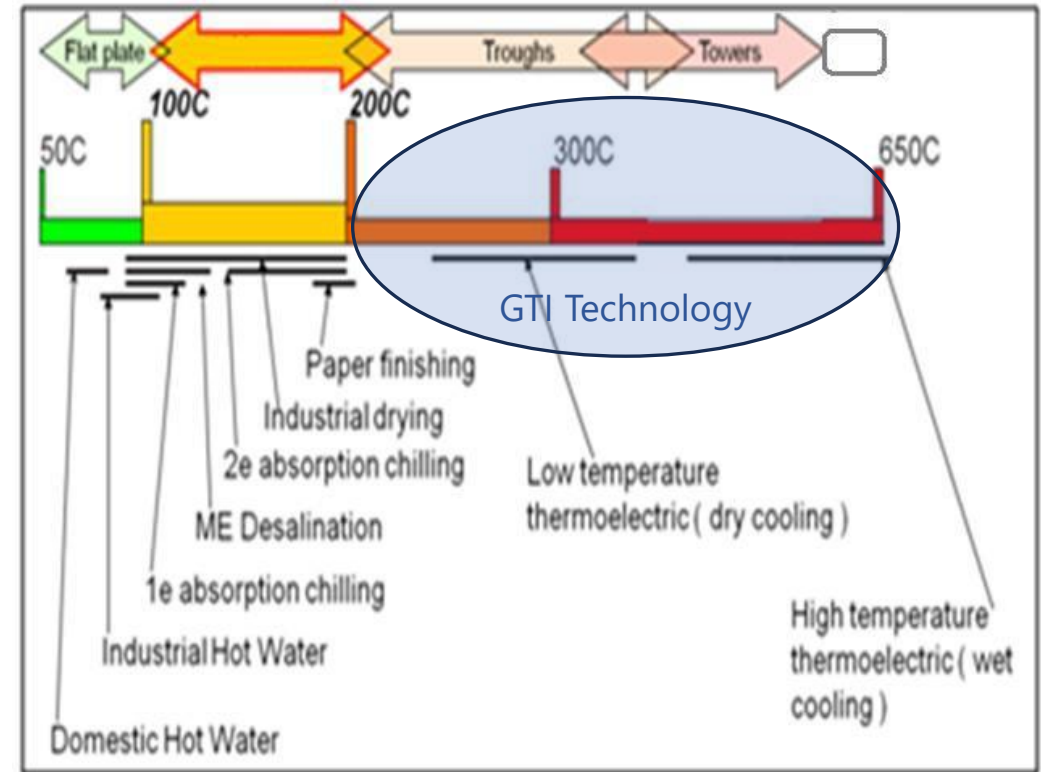 Flat plate
Troughs
Towers
100C
200C
50C
300C
650C
GTI Technology
Paper finishing
Industrial drying
2e absorption chilling
Low temperature
thermoelectric ( dry cooling )
ME Desalination
1e absorption chilling
High temperature
thermoelectric ( wet
cooling )
Industrial Hot Water
Domestic Hot Water